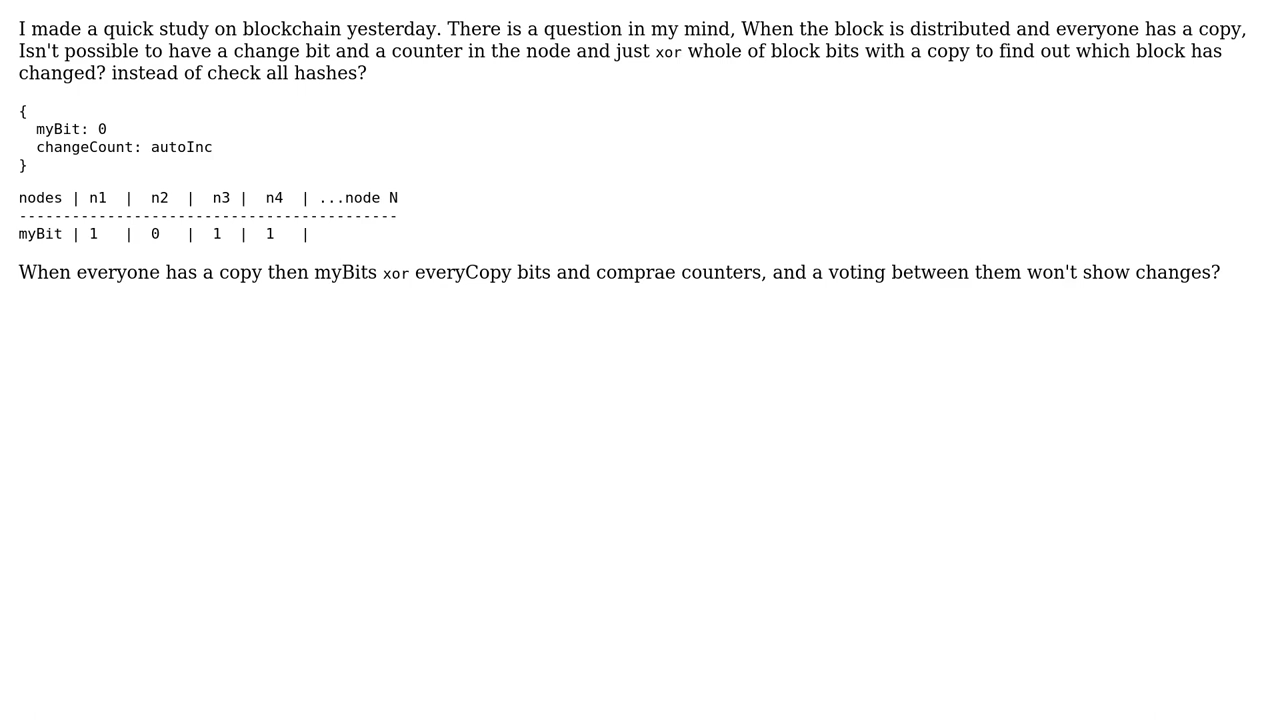 I made a quick study on blockchain yesterday. There is a question in my mind, When the block is distributed and everyone has a copy,
Isn't possible to have a change bit and a counter in the node and just xor whole of block bits with a copy to find out which block has
changed? instead of check all hashes?
{
  myBit: 0
  changeCount: autoInc
}
nodes | n1  |  n2  |  n3 |  n4  | ...node N
-------------------------------------------
myBit | 1   |  0   |  1  |  1   |
When everyone has a copy then myBits xor everyCopy bits and comprae counters, and a voting between them won't show changes?